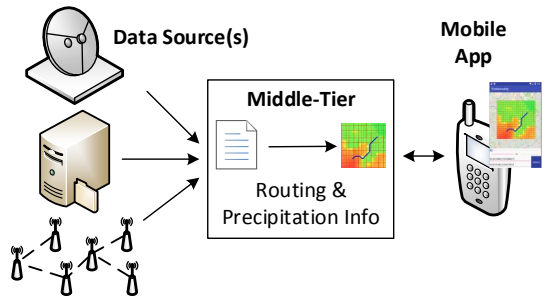 Data Source(s)
Mobile
App
Middle-Tier
Routing &
Precipitation Info